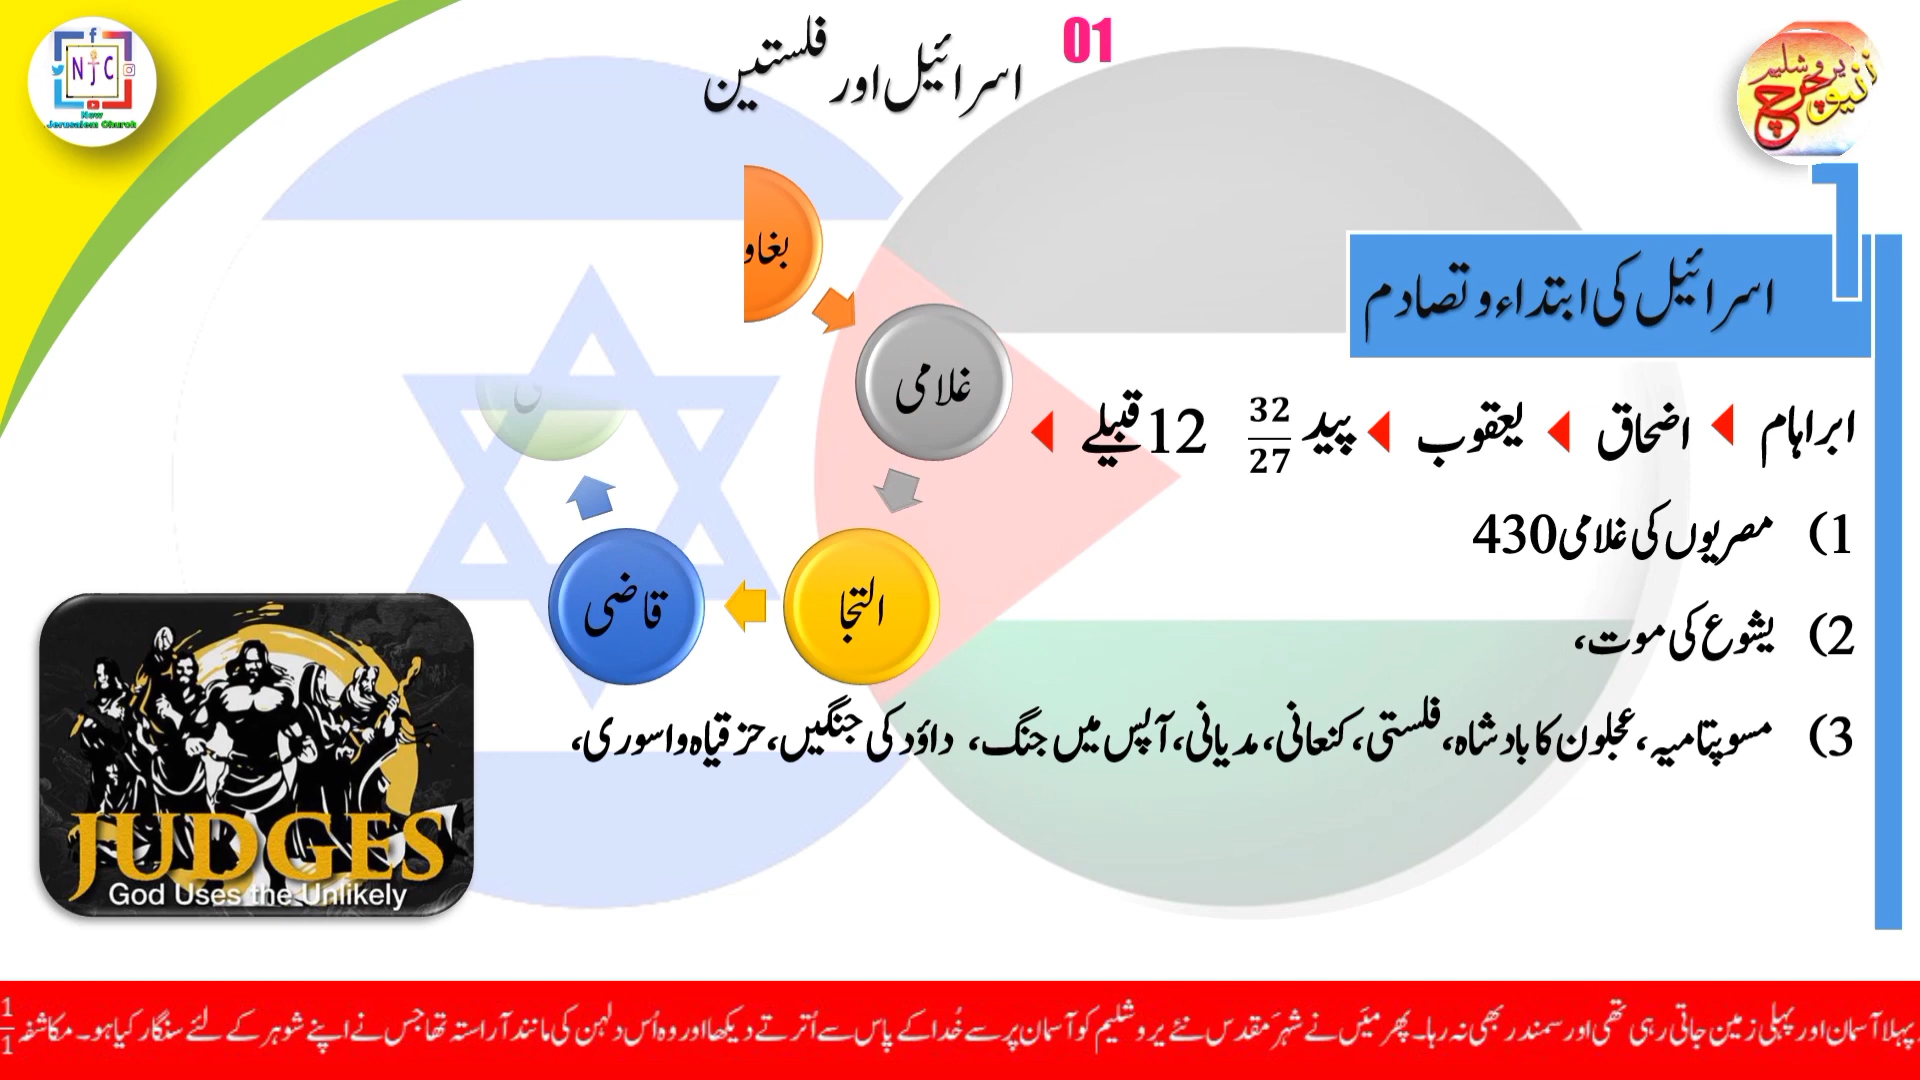 01
اسرائیل اور فلستین
NJC
New
Jerusalem Church
نیو یروشلیم چرچ
1
اسرائیل کی ابتداء و تصادم
ابراہام اضحاق یعقوب پید 32/27 12 قبیلے
1) مصریوں کی غلامی 430
2) یشوع کی موت،
3) مسوپتامیہ، عجلون کا بادشاہ، فلستی، کنعانی، مدیانی، آپس میں جنگ، داؤد کی جنگیں، حزقیاہ و اسوری،
بغاو
غلامی
التجا
قاضی
JUDGES
God Uses the Unlikely
پہلا آسمان اور پہلی زمین جاتی رہی تھی اور سمندر بھی نہ رہا۔ پھر مَیں نے شہرِ مقدس نئے یروشلیم کو آسمان پر سے خُدا کے پاس سے اُترتے دیکھا اور وہ اُس دلہن کی مانند آراستہ تھا جس نے اپنے شوہر کے لئے سنگار کیا ہو۔ مکاشفہ